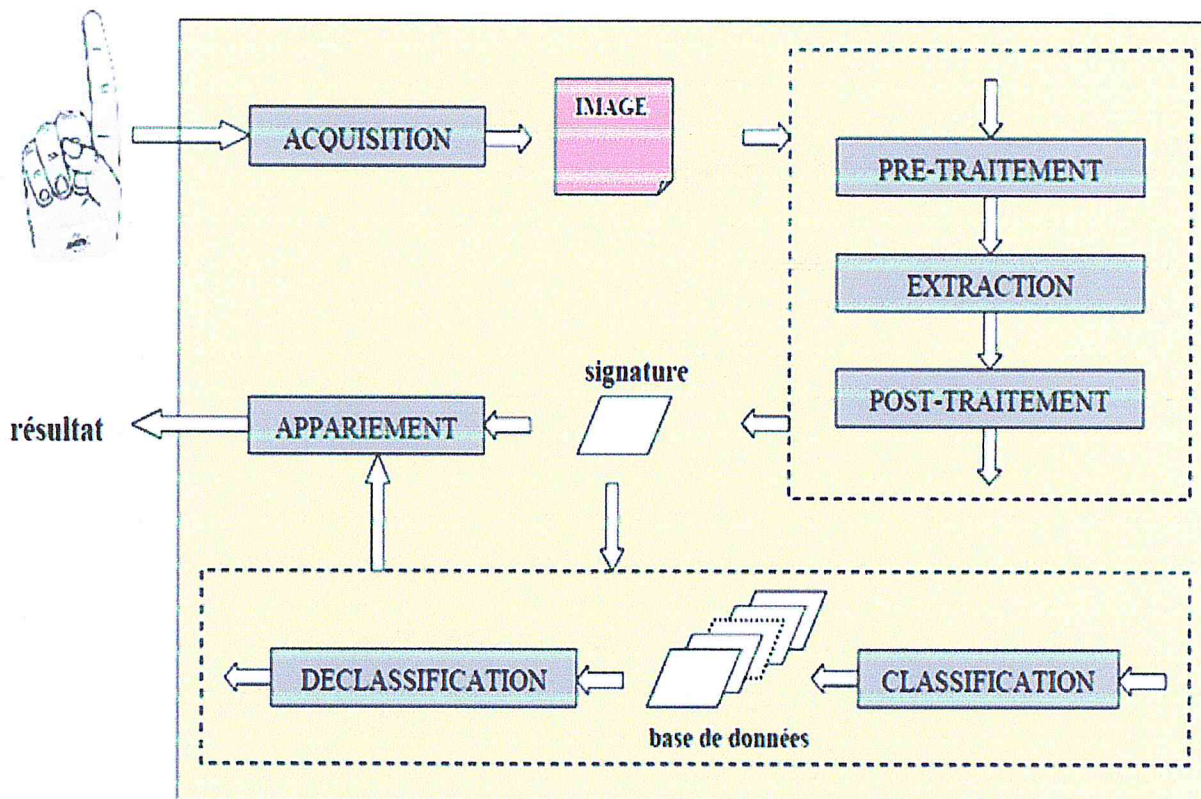 ACQUISITION
IMAGE
PRE-TRAITEMENT
EXTRACTION
POST-TRAITEMENT
signature
APPARIEMENT
résultat
DECLASSIFICATION
base de données
CLASSIFICATION